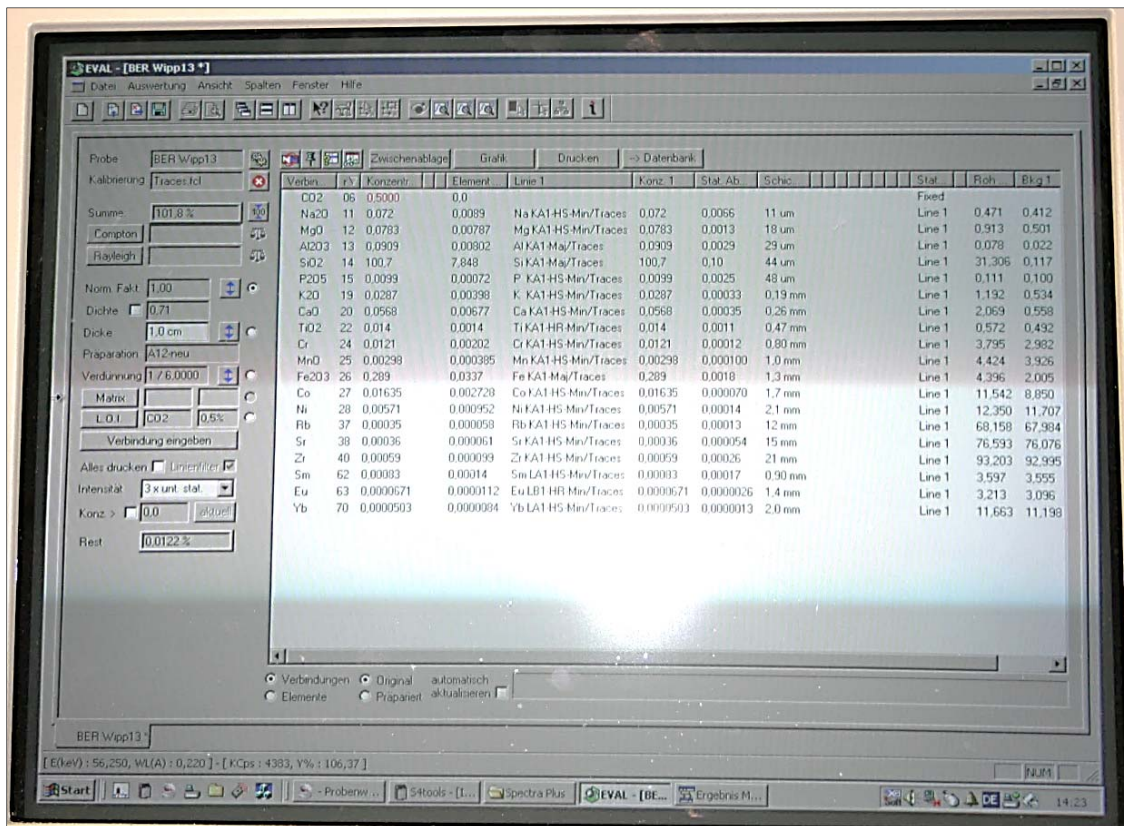 EVAL - [BER Wipp13 *]
Datei Auswertung Ansicht Spalten Fenster Hilfe
Probe BER Wipp13
Kalibrierung Traces.fcl
Summe 101,8 %
Compton
Rayleigh
Norm. Fakt. 1,00
Dichte 0,71
Dicke 1,0 cm
Präparation A12-neu
Verdünnung 1 / 6,0000
Matrix
L.O.I. CO2 0,5%
Verbindung eingeben
Alles drucken Linienfilter
Intensität 3 x unt. stat.
Konz. > 0,0 aktuell
Rest 0,0122 %
Zwischenablage Grafik Drucken -> Datenbank
Verbin... Konzentr... Element... Linie 1 Konz. 1 Stat. Ab... Schic... Stat... Roh... Bkg 1
CO2 06 0,5000 0,0 Fixed
Na2O 11 0,072 0,0089 Na KA1-HS-Min/Traces 0,072 0,0066 11 um Line 1 0,471 0,412
MgO 12 0,0783 0,00787 Mg KA1-HS-Min/Traces 0,0783 0,0013 18 um Line 1 0,913 0,501
Al2O3 13 0,0909 0,00802 Al KA1-Maj/Traces 0,0909 0,0029 29 um Line 1 0,078 0,022
SiO2 14 100,7 7,848 Si KA1-Maj/Traces 100,7 0,10 44 um Line 1 31,306 0,117
P2O5 15 0,0099 0,00072 P KA1-HS-Min/Traces 0,0099 0,0025 48 um Line 1 0,111 0,100
K2O 19 0,0287 0,00398 K KA1-HS-Min/Traces 0,0287 0,00033 0,19 mm Line 1 1,192 0,534
CaO 20 0,0568 0,00677 Ca KA1-HS-Min/Traces 0,0568 0,00035 0,26 mm Line 1 2,069 0,558
TiO2 22 0,014 0,0014 Ti KA1-HR-Min/Traces 0,014 0,0011 0,47 mm Line 1 0,572 0,492
Cr 24 0,0121 0,00202 Cr KA1-HS-Min/Traces 0,0121 0,00012 0,80 mm Line 1 3,795 2,982
MnO 25 0,00298 0,000385 Mn KA1-HS-Min/Traces 0,00298 0,000100 1,0 mm Line 1 4,424 3,926
Fe2O3 26 0,289 0,0337 Fe KA1-Maj/Traces 0,289 0,0018 1,3 mm Line 1 4,396 2,005
Co 27 0,01635 0,002728 Co KA1-HS-Min/Traces 0,01635 0,000070 1,7 mm Line 1 11,542 8,850
Ni 28 0,00571 0,000952 Ni KA1-HS-Min/Traces 0,00571 0,00014 2,1 mm Line 1 12,350 11,707
Rb 37 0,00035 0,000058 Rb KA1-HS-Min/Traces 0,00035 0,00013 12 mm Line 1 68,158 67,984
Sr 38 0,00036 0,000061 Sr KA1-HS-Min/Traces 0,00036 0,000054 15 mm Line 1 76,593 76,076
Zr 40 0,00059 0,000099 Zr KA1-HS-Min/Traces 0,00059 0,00026 21 mm Line 1 93,203 92,995
Sm 62 0,00083 0,00014 Sm LA1-HS-Min/Traces 0,00083 0,00017 0,90 mm Line 1 3,597 3,555
Eu 63 0,0000671 0,0000112 Eu LB1-HR-Min/Traces 0,0000671 0,0000026 1,4 mm Line 1 3,213 3,096
Yb 70 0,0000503 0,0000084 Yb LA1-HS-Min/Traces 0,0000503 0,0000013 2,0 mm Line 1 11,663 11,198
Verbindungen Original automatisch
Elemente Präpariert aktualisieren
BER Wipp13 *
[ E(keV) : 56,250, WL(A) : 0,220 ] - [ KCps : 4383, Y% : 106,37 ]
NUM
Start - Probenw ... S4tools - [I... Spectra Plus EVAL - [BE... Ergebnis M... DE 14:23